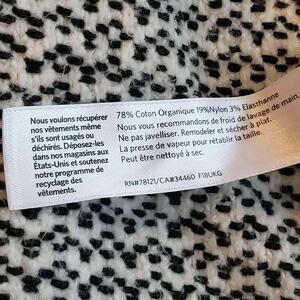 Nous voulons récupérer
nos vêtements même
s'ils sont usagés ou
déchirés. Déposez-les
dans nos magasins aux
États-Unis et soutenez
notre programme de
recyclage des
vêtements.
78% Coton Organique 19%Nylon 3% Elasthanne
Nous vous recommandons de froid de lavage de main.
Ne pas javelliser. Remodeler et sécher à plat.
La presse de vapeur pour rétablir la taille.
Peut être nettoyé à sec.
RN#78121/CA#34460 F18UKG